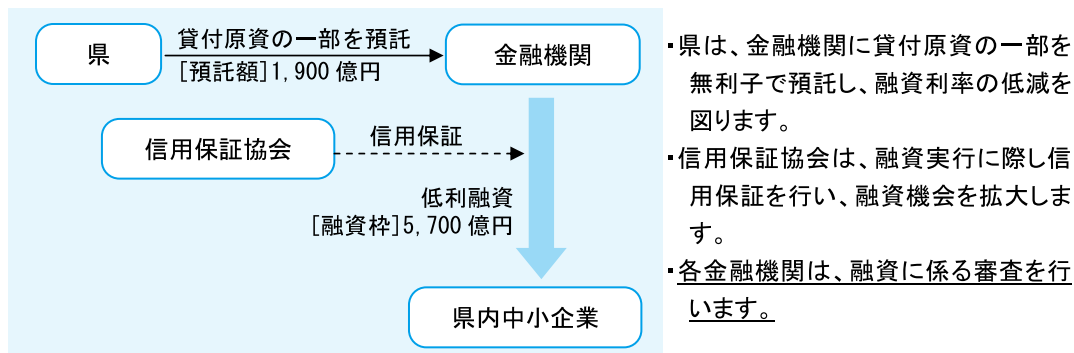 県
貸付原資の一部を預託
[預託額]1,900億円
金融機関
信用保証協会
信用保証
低利融資
[融資枠]5,700億円
県内中小企業
・県は、金融機関に貸付原資の一部を
無利子で預託し、融資利率の低減を
図ります。
・信用保証協会は、融資実行に際し信
用保証を行い、融資機会を拡大しま
す。
・各金融機関は、融資に係る審査を行
います。